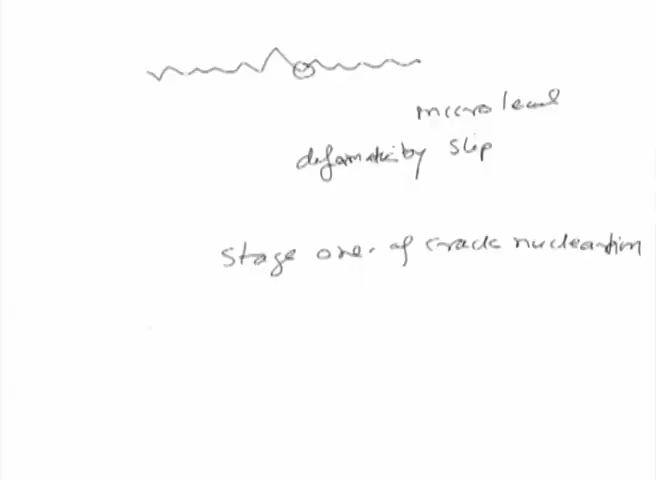 micro level
deformation by slip
stage one of crack nucleation